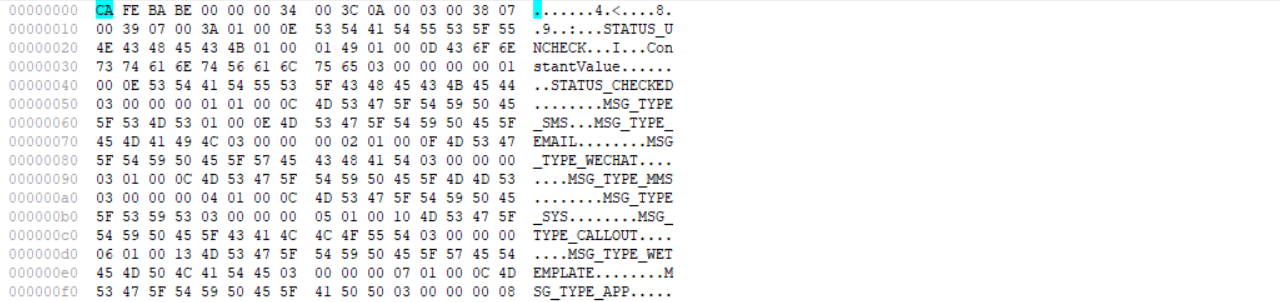 00000000 CA FE BA BE 00 00 00 34 00 3C 0A 00 03 00 38 07 .......4.<....8.
00000010 00 39 07 00 3A 01 00 0E 53 54 41 54 55 53 5F 55 .9..:...STATUS_U
00000020 4E 43 48 45 43 4B 01 00 01 49 01 00 0D 43 6F 6E NCHECK...I...Con
00000030 73 74 61 6E 74 56 61 6C 75 65 03 00 00 00 00 01 stantValue......
00000040 00 0E 53 54 41 54 55 53 5F 43 48 45 43 4B 45 44 ..STATUS_CHECKED
00000050 03 00 00 00 01 01 00 0C 4D 53 47 5F 54 59 50 45 ........MSG_TYPE
00000060 5F 53 4D 53 01 00 0E 4D 53 47 5F 54 59 50 45 5F _SMS...MSG_TYPE_
00000070 45 4D 41 49 4C 03 00 00 00 02 01 00 0F 4D 53 47 EMAIL........MSG
00000080 5F 54 59 50 45 5F 57 45 43 48 41 54 03 00 00 00 _TYPE_WECHAT....
00000090 03 01 00 0C 4D 53 47 5F 54 59 50 45 5F 4D 4D 53 ....MSG_TYPE_MMS
000000a0 03 00 00 00 04 01 00 0C 4D 53 47 5F 54 59 50 45 ........MSG_TYPE
000000b0 5F 53 59 53 03 00 00 00 05 01 00 10 4D 53 47 5F _SYS........MSG_
000000c0 54 59 50 45 5F 43 41 4C 4C 4F 55 54 03 00 00 00 TYPE_CALLOUT....
000000d0 06 01 00 13 4D 53 47 5F 54 59 50 45 5F 57 45 54 ....MSG_TYPE_WET
000000e0 45 4D 50 4C 41 54 45 03 00 00 00 07 01 00 0C 4D EMPLATE........M
000000f0 53 47 5F 54 59 50 45 5F 41 50 50 03 00 00 00 08 SG_TYPE_APP.....